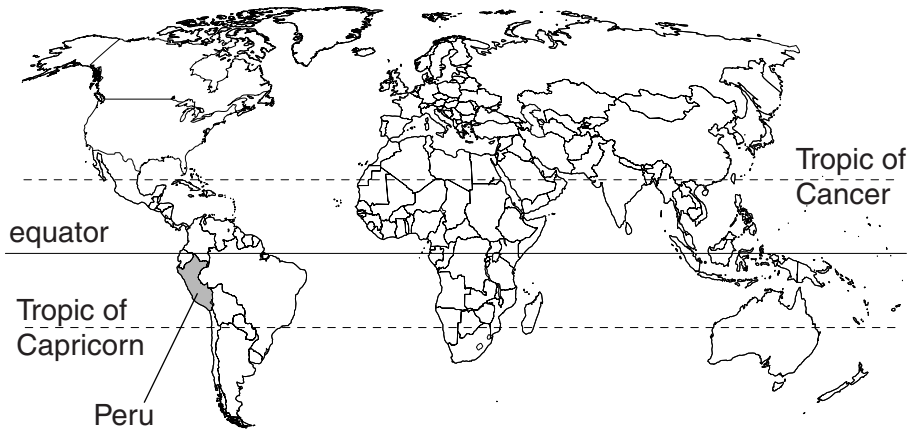 Tropic of
Cancer
equator
Tropic of
Capricorn
Peru